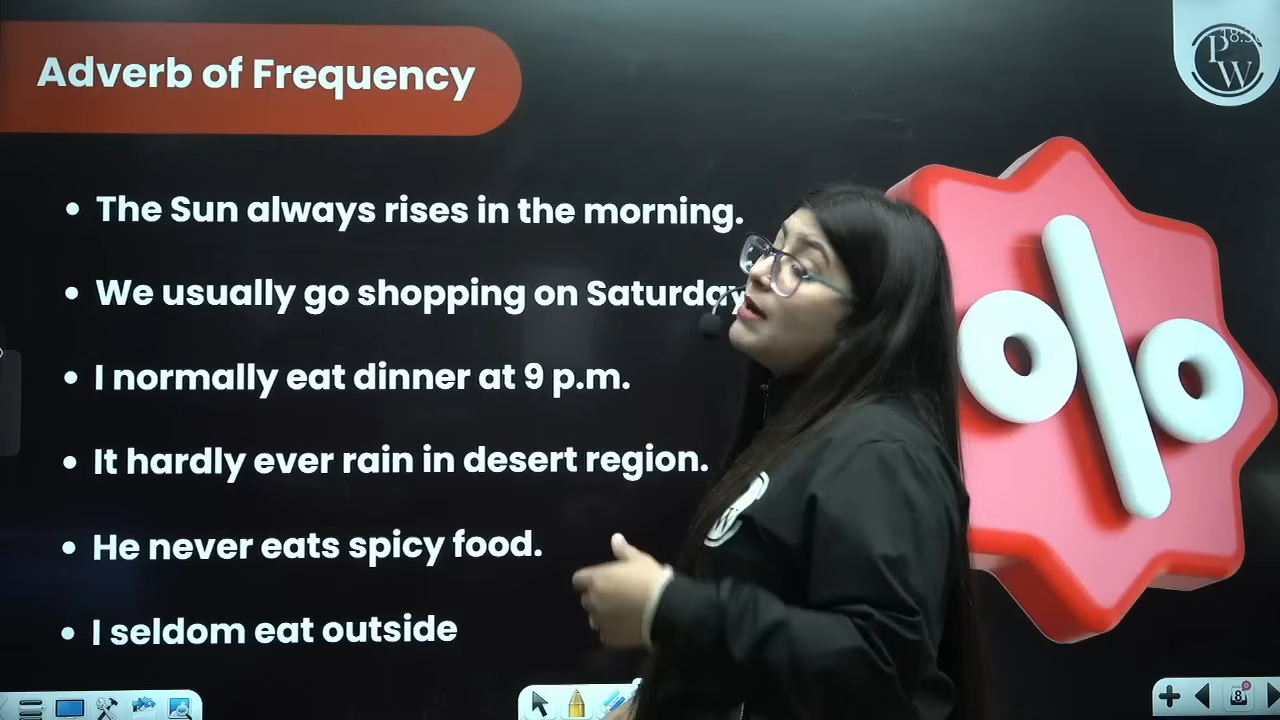 Adverb of Frequency
PW
• The Sun always rises in the morning.
• We usually go shopping on Saturday
• I normally eat dinner at 9 p.m.
• It hardly ever rain in desert region.
• He never eats spicy food.
• I seldom eat outside
%
8